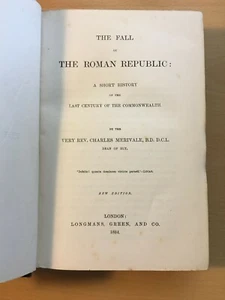 THE FALL
OF
THE ROMAN REPUBLIC:
A SHORT HISTORY
OF THE
LAST CENTURY OF THE COMMONWEALTH
BY THE
VERY REV. CHARLES MERIVALE, B.D. D.C.L.
DEAN OF ELY.
NEW EDITION.
LONDON:
LONGMANS, GREEN, AND CO.
1884.